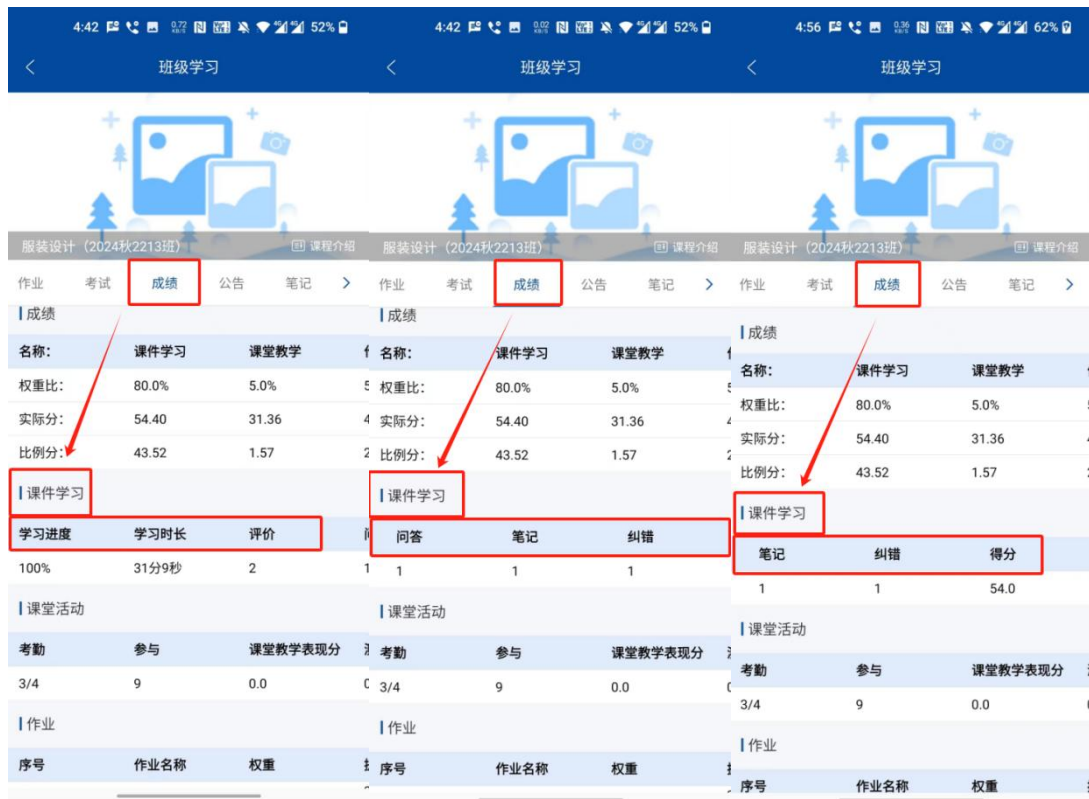 4:42 0.72 KB/S 52%
班级学习
服装设计（2024秋2213班） 课程介绍
作业 考试 成绩 公告 笔记
成绩
名称： 课件学习 课堂教学
权重比： 80.0% 5.0% 5
实际分： 54.40 31.36 4
比例分： 43.52 1.57 2
课件学习
学习进度 学习时长 评价
100% 31分9秒 2 1
课堂活动
考勤 参与 课堂教学表现分
3/4 9 0.0
作业
序号 作业名称 权重
4:42 0.02 KB/S 52%
班级学习
服装设计（2024秋2213班） 课程介绍
作业 考试 成绩 公告 笔记
成绩
名称： 课件学习 课堂教学
权重比： 80.0% 5.0%
实际分： 54.40 31.36
比例分： 43.52 1.57
课件学习
问答 笔记 纠错
1 1 1
课堂活动
考勤 参与 课堂教学表现分
3/4 9 0.0
作业
序号 作业名称 权重
4:56 0.36 KB/S 62%
班级学习
服装设计（2024秋2213班） 课程介绍
作业 考试 成绩 公告 笔记
成绩
名称： 课件学习 课堂教学
权重比： 80.0% 5.0%
实际分： 54.40 31.36
比例分： 43.52 1.57
课件学习
笔记 纠错 得分
1 1 54.0
课堂活动
考勤 参与 课堂教学表现分
3/4 9 0.0
作业
序号 作业名称 权重